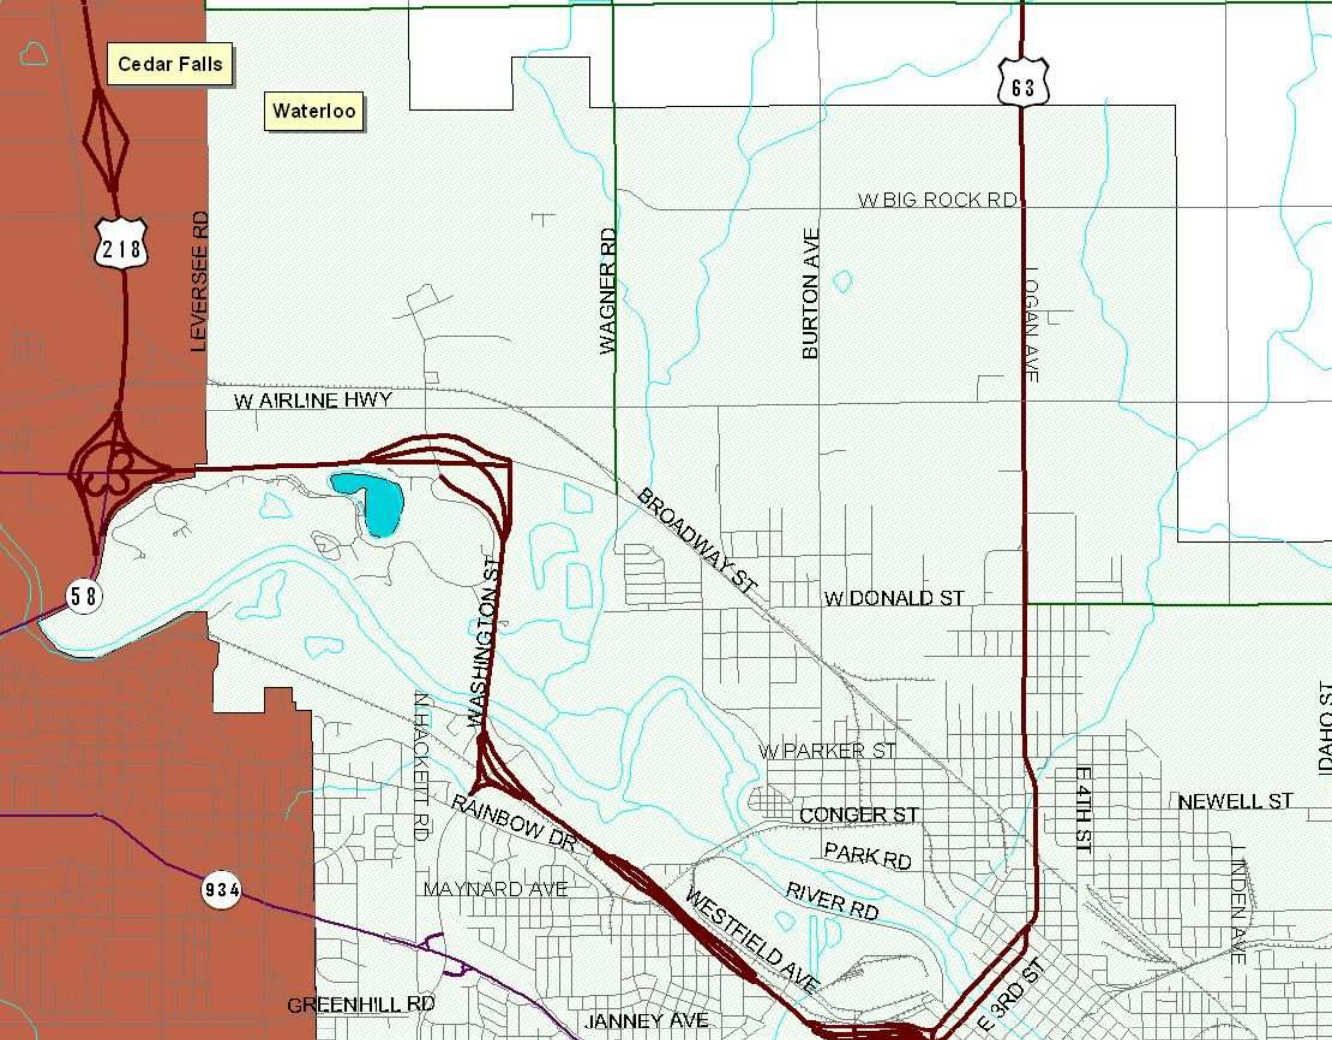 Cedar Falls
Waterloo
63
W BIG ROCK RD
218
LEVERSEE RD
WAGNER RD
BURTON AVE
LOGAN AVE
W AIRLINE HWY
BROADWAY ST
58
W DONALD ST
WASHINGTON ST
N HACKETT RD
IDAHO ST
W PARKER ST
E 4TH ST
NEWELL ST
RAINBOW DR
CONGER ST
PARK RD
934
MAYNARD AVE
RIVER RD
LINDEN AVE
WESTFIELD AVE
GREENHILL RD
JANNEY AVE
E 3RD ST